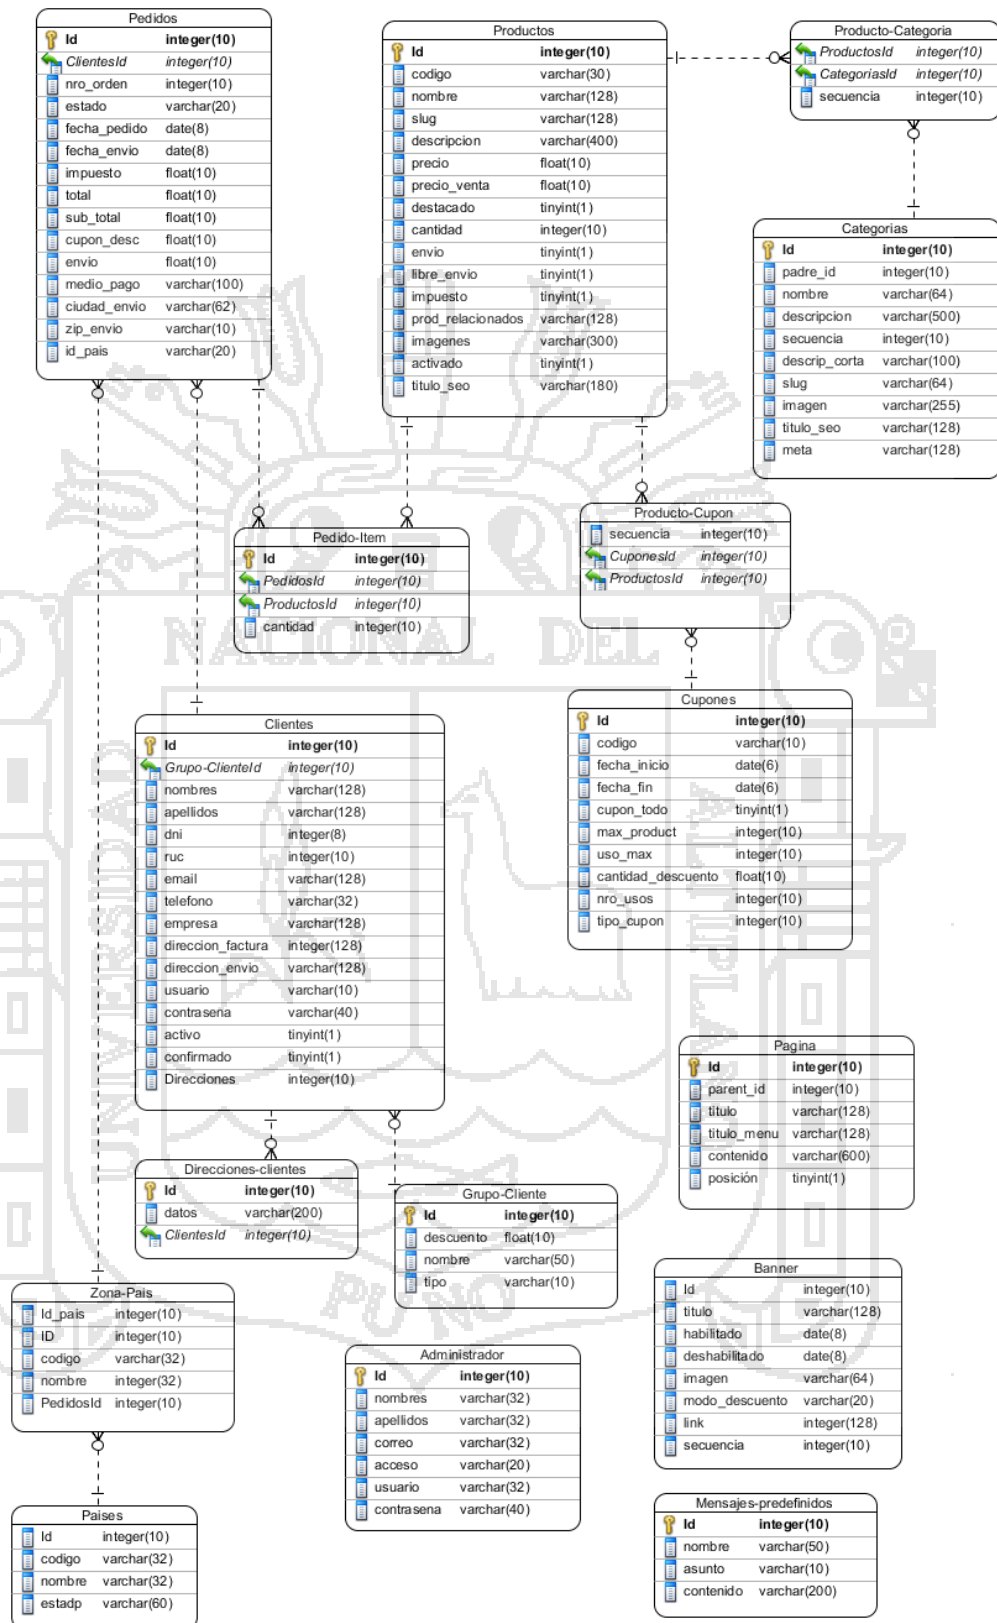 Pedidos
Id integer(10)
ClientesId integer(10)
nro_orden integer(10)
estado varchar(20)
fecha_pedido date(8)
fecha_envio date(8)
impuesto float(10)
total float(10)
sub_total float(10)
cupon_desc float(10)
envio float(10)
medio_pago varchar(100)
ciudad_envio varchar(62)
zip_envio varchar(10)
id_pais varchar(20)
Productos
Id integer(10)
codigo varchar(30)
nombre varchar(128)
slug varchar(128)
descripcion varchar(400)
precio float(10)
precio_venta float(10)
destacado tinyint(1)
cantidad integer(10)
envio tinyint(1)
libre_envio tinyint(1)
impuesto tinyint(1)
prod_relacionados varchar(128)
imagenes varchar(300)
activado tinyint(1)
titulo_seo varchar(180)
Producto-Categoria
ProductosId integer(10)
CategoriasId integer(10)
secuencia integer(10)
Categorias
Id integer(10)
padre_id integer(10)
nombre varchar(64)
descripcion varchar(500)
secuencia integer(10)
descrip_corta varchar(100)
slug varchar(64)
imagen varchar(255)
titulo_seo varchar(128)
meta varchar(128)
Pedido-Item
Id integer(10)
PedidosId integer(10)
ProductosId integer(10)
cantidad integer(10)
Producto-Cupon
secuencia integer(10)
CuponesId integer(10)
ProductosId integer(10)
Clientes
Id integer(10)
Grupo-ClienteId integer(10)
nombres varchar(128)
apellidos varchar(128)
dni integer(8)
ruc integer(10)
email varchar(128)
telefono varchar(32)
empresa varchar(128)
direccion_factura integer(128)
direccion_envio varchar(128)
usuario varchar(10)
contrasena varchar(40)
activo tinyint(1)
confirmado tinyint(1)
Direcciones integer(10)
Cupones
Id integer(10)
codigo varchar(10)
fecha_inicio date(6)
fecha_fin date(6)
cupon_todo tinyint(1)
max_product integer(10)
uso_max integer(10)
cantidad_descuento float(10)
nro_usos integer(10)
tipo_cupon integer(10)
Pagina
Id integer(10)
parent_id integer(10)
titulo varchar(128)
titulo_menu varchar(128)
contenido varchar(600)
posición tinyint(1)
Direcciones-clientes
Id integer(10)
datos varchar(200)
ClientesId integer(10)
Grupo-Cliente
Id integer(10)
descuento float(10)
nombre varchar(50)
tipo varchar(10)
Zona-Pais
Id_pais integer(10)
ID integer(10)
codigo varchar(32)
nombre integer(32)
PedidosId integer(10)
Banner
Id integer(10)
titulo varchar(128)
habilitado date(8)
deshabilitado date(8)
imagen varchar(64)
modo_descuento varchar(20)
link integer(128)
secuencia integer(10)
Administrador
Id integer(10)
nombres varchar(32)
apellidos varchar(32)
correo varchar(32)
acceso varchar(20)
usuario varchar(32)
contrasena varchar(40)
Paises
Id integer(10)
codigo varchar(32)
nombre varchar(32)
estadp varchar(60)
Mensajes-predefinidos
Id integer(10)
nombre varchar(50)
asunto varchar(10)
contenido varchar(200)
UNIVERSIDAD
NACIONAL DEL
ALTIPLANO
PUNO